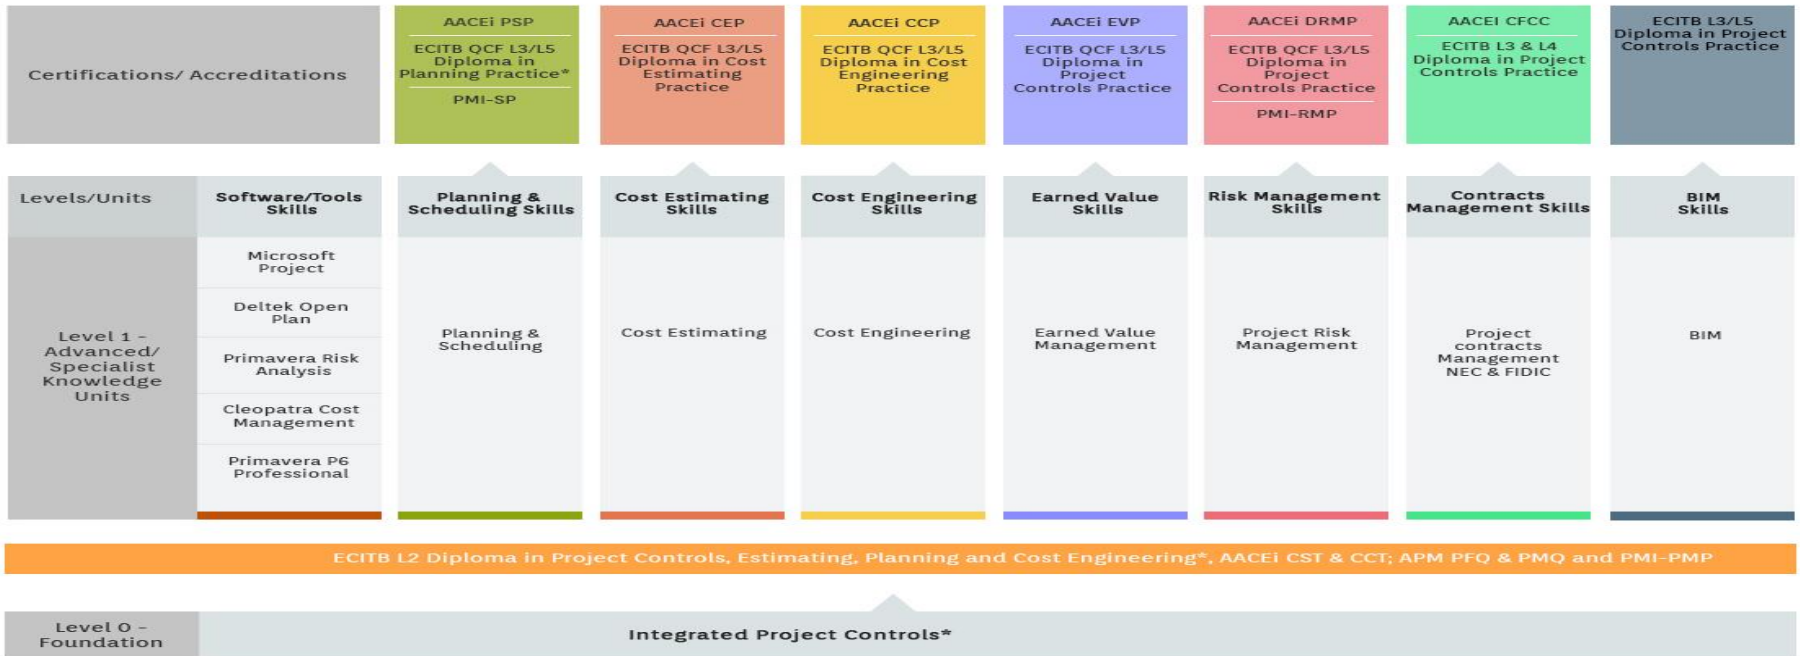 Certifications/ Accreditations
AACEi PSP
ECITB QCF L3/L5
Diploma in
Planning Practice*
PMI-SP
AACEi CEP
ECITB QCF L3/L5
Diploma in Cost
Estimating
Practice
AACEi CCP
ECITB QCF L3/L5
Diploma in Cost
Engineering
Practice
AACEi EVP
ECITB QCF L3/L5
Diploma in
Project
Controls Practice
AACEi DRMP
ECITB QCF L3/L5
Diploma in
Project
Controls Practice
PMI-RMP
AACEI CFCC
ECITB L3 & L4
Diploma in Project
Controls Practice
ECITB L3/L5
Diploma in Project
Controls Practice
Levels/Units
Software/Tools
Skills
Planning &
Scheduling Skills
Cost Estimating
Skills
Cost Engineering
Skills
Earned Value
Skills
Risk Management
Skills
Contracts
Management Skills
BIM
Skills
Level 1 -
Advanced/
Specialist
Knowledge
Units
Microsoft
Project
Deltek Open
Plan
Primavera Risk
Analysis
Cleopatra Cost
Management
Primavera P6
Professional
Planning &
Scheduling
Cost Estimating
Cost Engineering
Earned Value
Management
Project Risk
Management
Project
contracts
Management
NEC & FIDIC
BIM
ECITB L2 Diploma in Project Controls, Estimating, Planning and Cost Engineering*, AACEi CST & CCT; APM PFQ & PMQ and PMI-PMP
Level 0 -
Foundation
Integrated Project Controls*